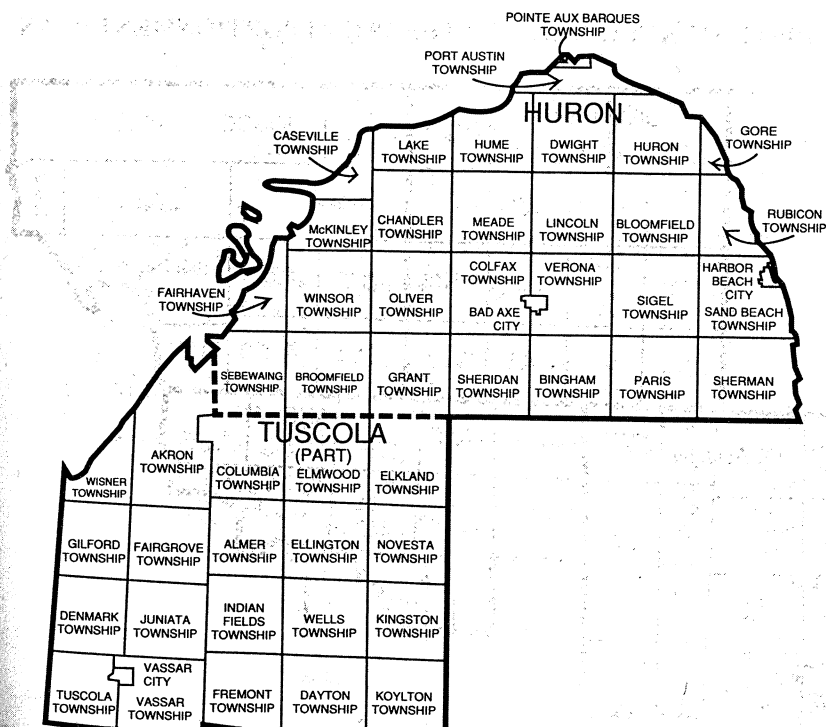 POINTE AUX BARQUES
TOWNSHIP
PORT AUSTIN
TOWNSHIP
HURON
CASEVILLE
TOWNSHIP
LAKE
TOWNSHIP
HUME
TOWNSHIP
DWIGHT
TOWNSHIP
HURON
TOWNSHIP
GORE
TOWNSHIP
McKINLEY
TOWNSHIP
CHANDLER
TOWNSHIP
MEADE
TOWNSHIP
LINCOLN
TOWNSHIP
BLOOMFIELD
TOWNSHIP
RUBICON
TOWNSHIP
FAIRHAVEN
TOWNSHIP
WINSOR
TOWNSHIP
OLIVER
TOWNSHIP
COLFAX
TOWNSHIP
BAD AXE
CITY
VERONA
TOWNSHIP
SIGEL
TOWNSHIP
HARBOR
BEACH
CITY
SAND BEACH
TOWNSHIP
SEBEWAING
TOWNSHIP
BROOMFIELD
TOWNSHIP
GRANT
TOWNSHIP
SHERIDAN
TOWNSHIP
BINGHAM
TOWNSHIP
PARIS
TOWNSHIP
SHERMAN
TOWNSHIP
TUSCOLA
(PART)
WISNER
TOWNSHIP
AKRON
TOWNSHIP
COLUMBIA
TOWNSHIP
ELMWOOD
TOWNSHIP
ELKLAND
TOWNSHIP
GILFORD
TOWNSHIP
FAIRGROVE
TOWNSHIP
ALMER
TOWNSHIP
ELLINGTON
TOWNSHIP
NOVESTA
TOWNSHIP
DENMARK
TOWNSHIP
JUNIATA
TOWNSHIP
INDIAN
FIELDS
TOWNSHIP
WELLS
TOWNSHIP
KINGSTON
TOWNSHIP
TUSCOLA
TOWNSHIP
VASSAR
CITY
VASSAR
TOWNSHIP
FREMONT
TOWNSHIP
DAYTON
TOWNSHIP
KOYLTON
TOWNSHIP